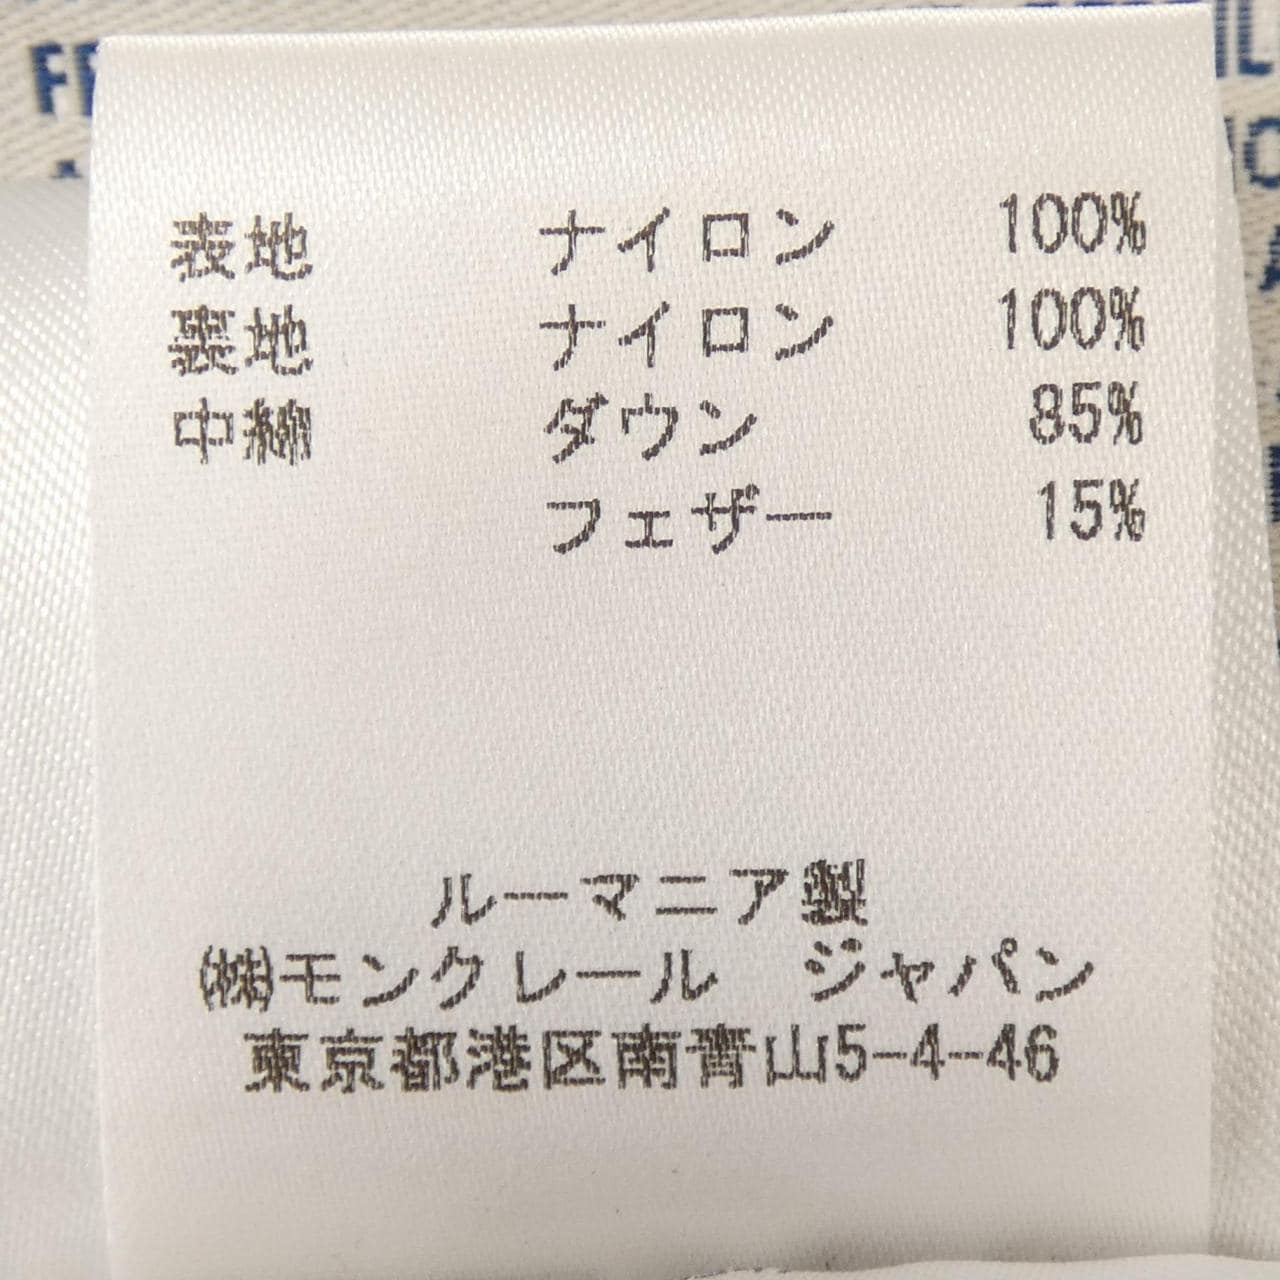 表地 ナイロン 100%
裏地 ナイロン 100%
中綿 ダウン 85%
フェザー 15%
ルーマニア製
㈱モンクレール ジャパン
東京都港区南青山5-4-46